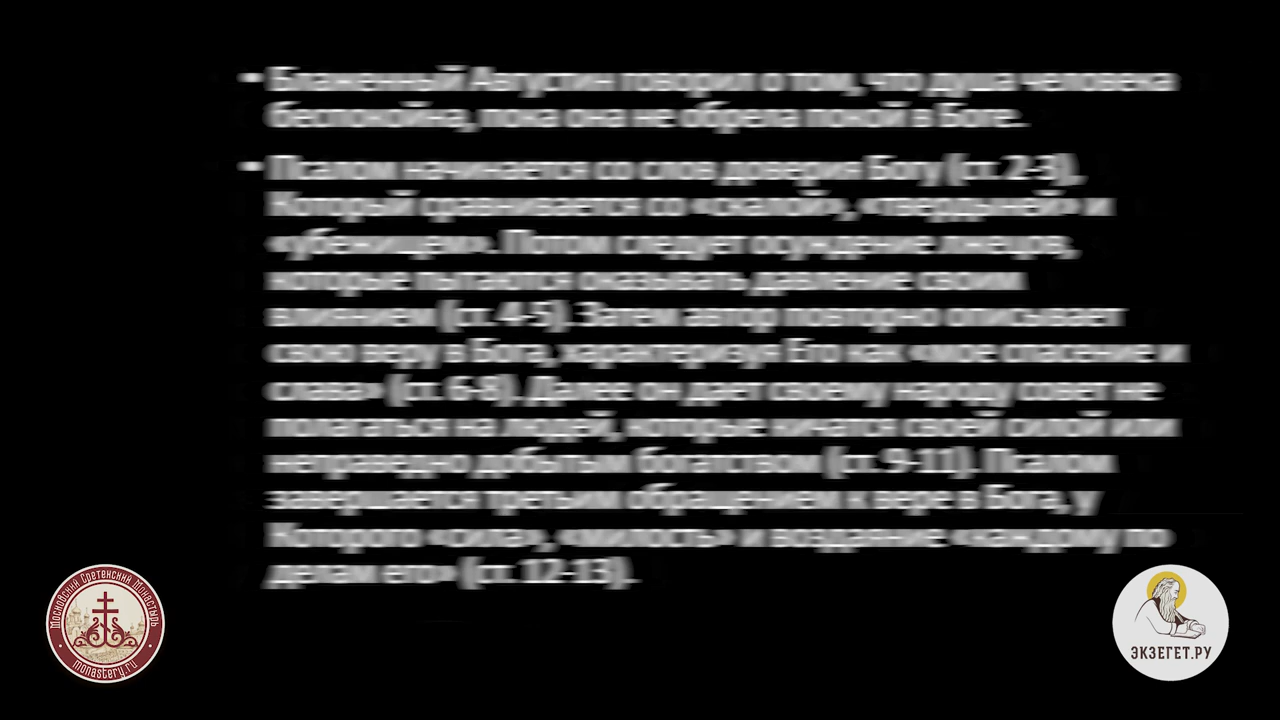 • Блаженный Августин говорил о том, что душа человека
беспокойна, пока она не обрела покой в Боге.
• Псалом начинается со слов доверия Богу (ст. 2-3),
Который сравнивается со «скалой», «твердыней» и
«убежищем». Потом следует осуждение лжецов,
которые пытаются оказывать давление своим
влиянием (ст. 4-5). Затем автор повторно описывает
свою веру в Бога, характеризуя Его как «мое спасение и
слава» (ст. 6-8). Далее он дает своему народу совет не
полагаться на людей, которые кичатся своей силой или
неправедно добытым богатством (ст. 9-11). Псалом
завершается третьим обращением к вере в Бога, у
Которого «сила», «милость» и воздаяние «каждому по
делам его» (ст. 12-13).
Московский Сретенский Монастырь
monastery.ru
ЭКЗЕГЕТ.РУ